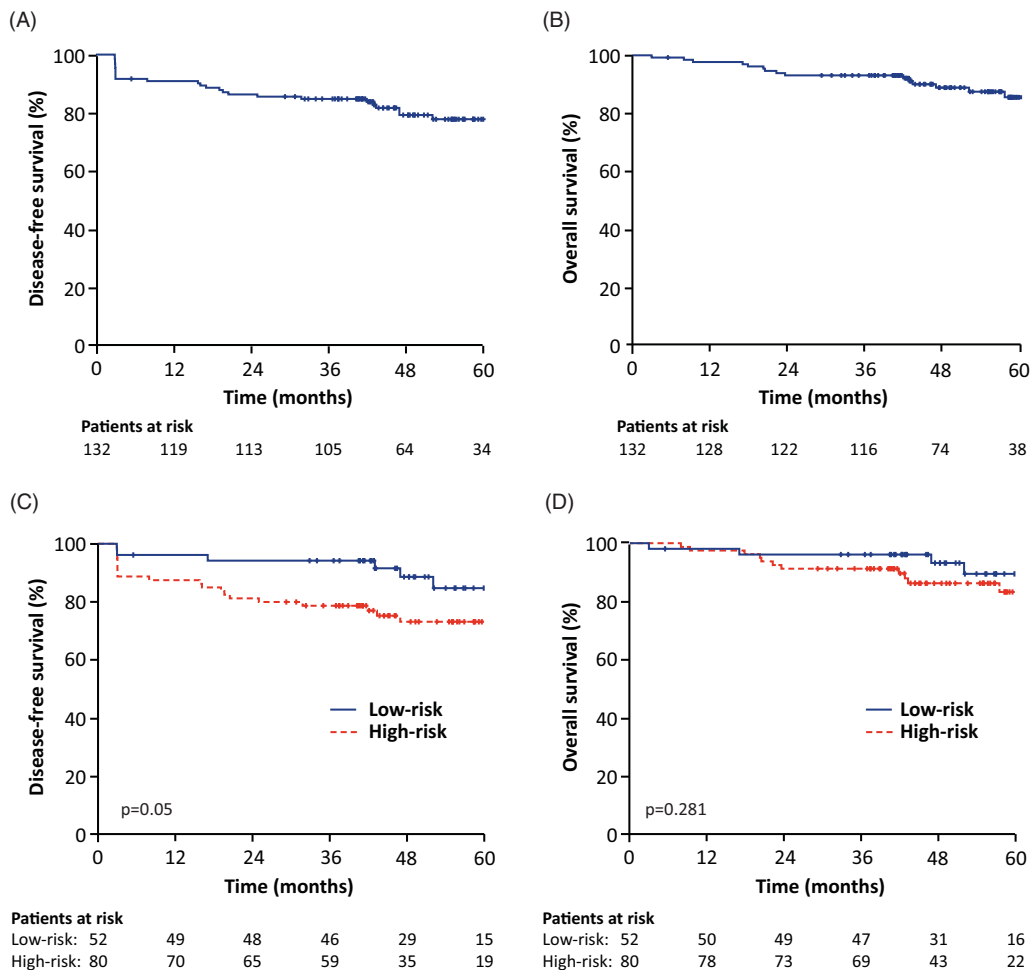 (A)
100
80
60
40
20
0
Disease-free survival (%)
0 12 24 36 48 60
Time (months)
Patients at risk
132 119 113 105 64 34
(B)
100
80
60
40
20
0
Overall survival (%)
0 12 24 36 48 60
Time (months)
Patients at risk
132 128 122 116 74 38
(C)
100
80
60
40
20
0
Disease-free survival (%)
Low-risk
High-risk
p=0.05
0 12 24 36 48 60
Time (months)
Patients at risk
Low-risk: 52 49 48 46 29 15
High-risk: 80 70 65 59 35 19
(D)
100
80
60
40
20
0
Overall survival (%)
Low-risk
High-risk
p=0.281
0 12 24 36 48 60
Time (months)
Patients at risk
Low-risk: 52 50 49 47 31 16
High-risk: 80 78 73 69 43 22